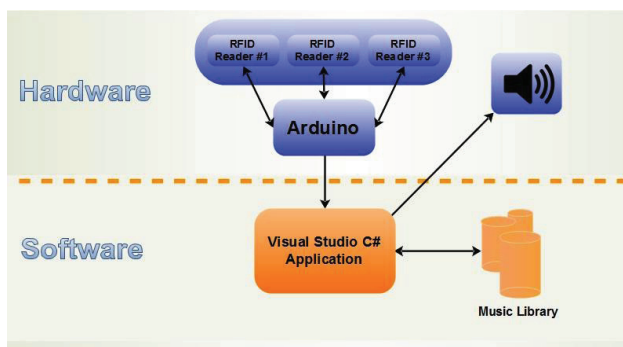 RFID
Reader #1
RFID
Reader #2
RFID
Reader #3
Hardware
Arduino
Software
Visual Studio C#
Application
Music Library